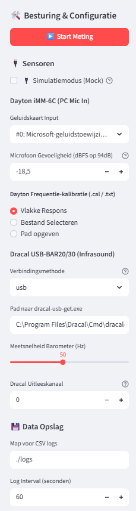 🛠️ Besturing & Configuratie
▶️ Start Meting
🎙️ Sensoren
🎙️ Simulatiemodus (Mock)
Dayton iMM-6C (PC Mic In)
Geluidskaart Input
#0: Microsoft-geluidstoewijzi...
Microfoon Gevoeligheid (dBFS op 94dB)
-18,5
Dayton Frequentie-kalibratie (.cal / .txt)
Vlakke Respons
Bestand Selecteren
Pad opgeven
Dracal USB-BAR20/30 (Infrasound)
Verbindingsmethode
usb
Pad naar dracal-usb-get.exe
C:\Program Files\Dracal\Cmd\dracal
Meetsnelheid Barometer (Hz)
50
Dracal Uitleeskanaal
0
💾 Data Opslag
Map voor CSV logs
./logs
Log Interval (seconden)
60